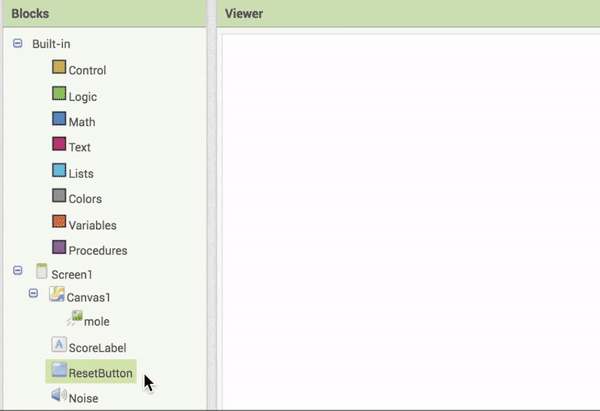 Blocks
Viewer
Built-in
Control
Logic
Math
Text
Lists
Colors
Variables
Procedures
Screen1
Canvas1
mole
A ScoreLabel
ResetButton
Noise